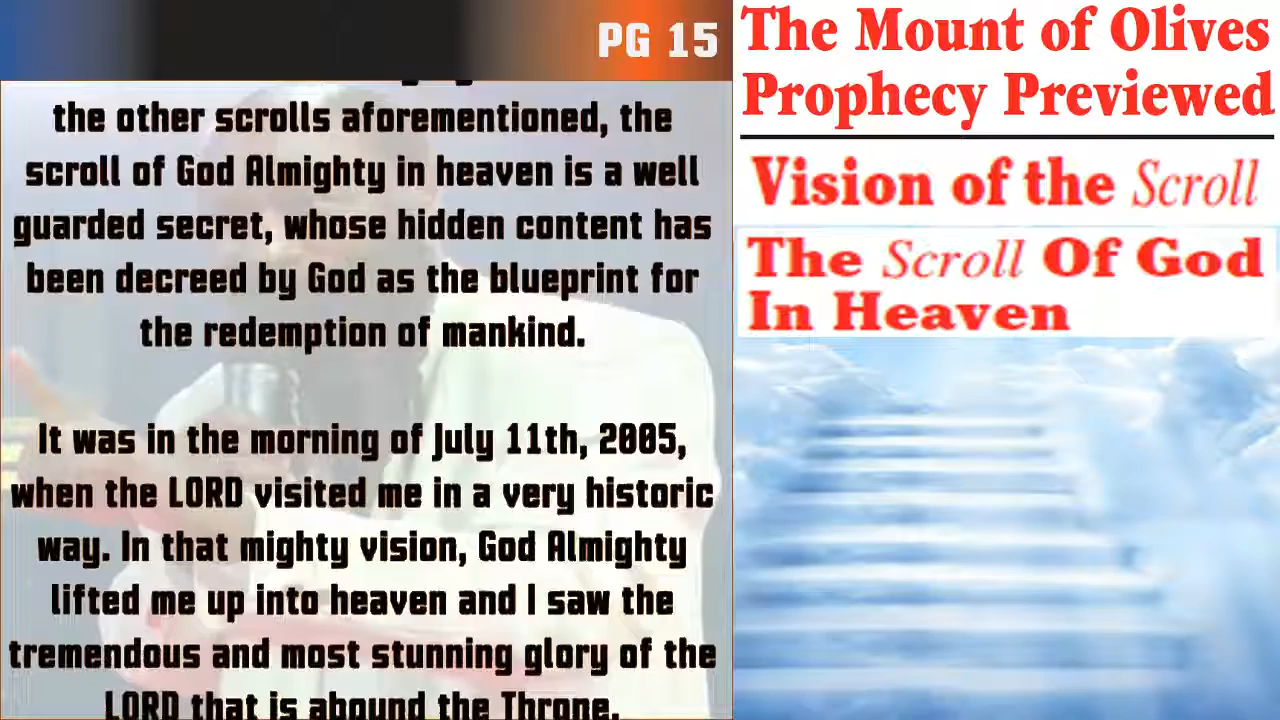 PG 15
the other scrolls aforementioned, the
scroll of God Almighty in heaven is a well
guarded secret, whose hidden content has
been decreed by God as the blueprint for
the redemption of mankind.
It was in the morning of July 11th, 2005,
when the LORD visited me in a very historic
way. In that mighty vision, God Almighty
lifted me up into heaven and I saw the
tremendous and most stunning glory of the
LORD that is abound the Throne.
The Mount of Olives
Prophecy Previewed
Vision of the Scroll
The Scroll Of God
In Heaven